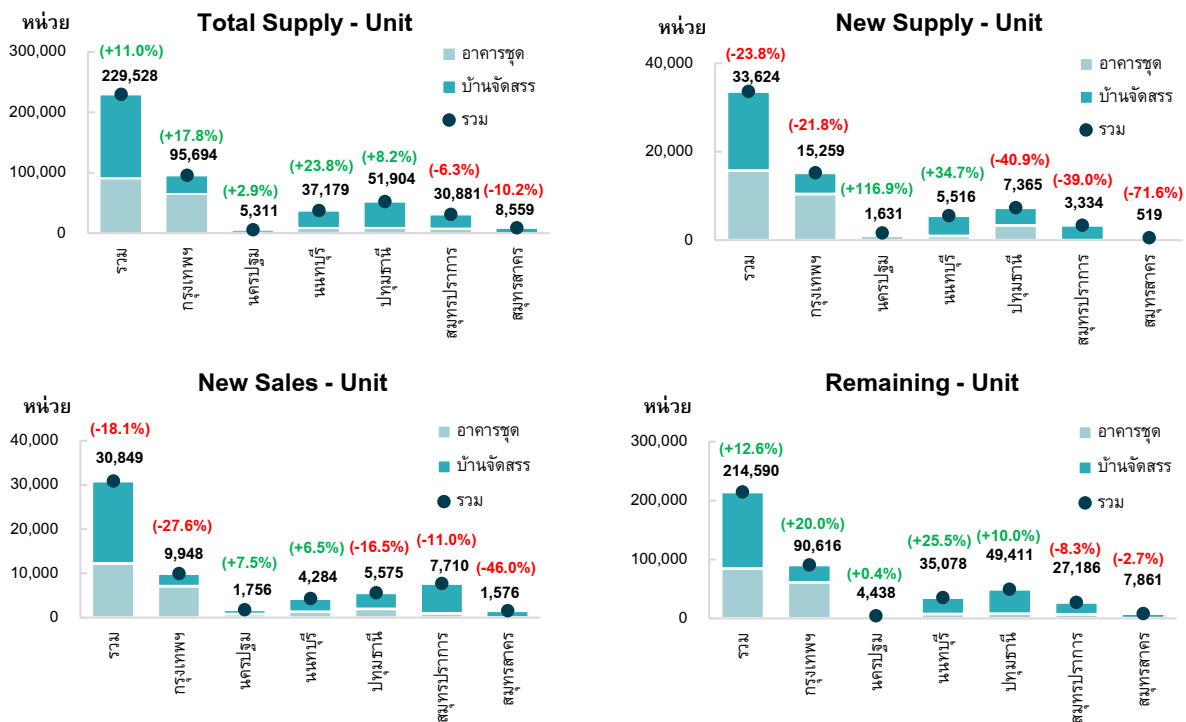 Total Supply - Unit
หน่วย
300,000
200,000
100,000
0
(+11.0%)
229,528
(+17.8%)
95,694
(+2.9%)
5,311
(+23.8%)
37,179
(+8.2%)
51,904
(-6.3%)
30,881
(-10.2%)
8,559
อาคารชุด
บ้านจัดสรร
รวม
รวม
กรุงเทพฯ
นครปฐม
นนทบุรี
ปทุมธานี
สมุทรปราการ
สมุทรสาคร
New Supply - Unit
หน่วย
40,000
20,000
0
(-23.8%)
33,624
(-21.8%)
15,259
(+116.9%)
1,631
(+34.7%)
5,516
(-40.9%)
7,365
(-39.0%)
3,334
(-71.6%)
519
อาคารชุด
บ้านจัดสรร
รวม
รวม
กรุงเทพฯ
นครปฐม
นนทบุรี
ปทุมธานี
สมุทรปราการ
สมุทรสาคร
New Sales - Unit
หน่วย
40,000
30,000
20,000
10,000
0
(-18.1%)
30,849
(-27.6%)
9,948
(+7.5%)
1,756
(+6.5%)
4,284
(-16.5%)
5,575
(-11.0%)
7,710
(-46.0%)
1,576
อาคารชุด
บ้านจัดสรร
รวม
รวม
กรุงเทพฯ
นครปฐม
นนทบุรี
ปทุมธานี
สมุทรปราการ
สมุทรสาคร
Remaining - Unit
หน่วย
300,000
200,000
100,000
0
(+12.6%)
214,590
(+20.0%)
90,616
(+0.4%)
4,438
(+25.5%)
35,078
(+10.0%)
49,411
(-8.3%)
27,186
(-2.7%)
7,861
อาคารชุด
บ้านจัดสรร
รวม
รวม
กรุงเทพฯ
นครปฐม
นนทบุรี
ปทุมธานี
สมุทรปราการ
สมุทรสาคร